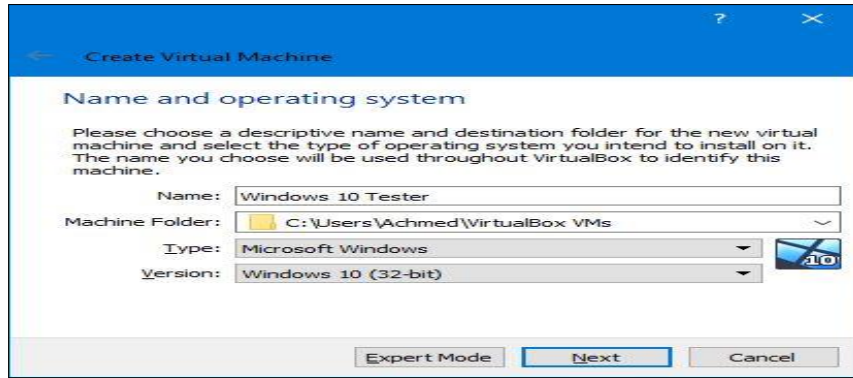 ?
Create Virtual Machine
Name and operating system
Please choose a descriptive name and destination folder for the new virtual
machine and select the type of operating system you intend to install on it.
The name you choose will be used throughout VirtualBox to identify this
machine.
Name: Windows 10 Tester
Machine Folder: C:\Users\Achmed\VirtualBox VMs
Type: Microsoft Windows
10
Version: Windows 10 (32-bit)
Expert Mode Next Cancel